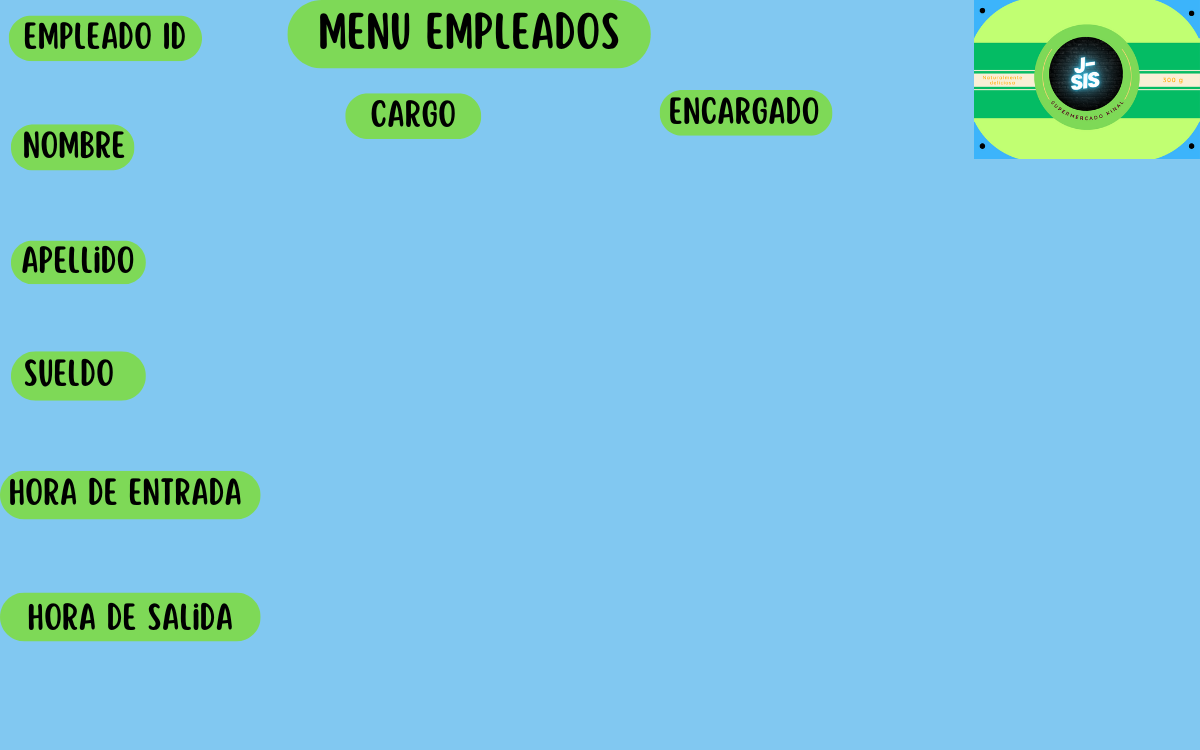 EMPLEADO ID
MENU EMPLEADOS
CARGO
ENCARGADO
NOMBRE
APELLIDO
SUELDO
HORA DE ENTRADA
HORA DE SALIDA
J-
SIS
SUPERMERCADO KINAL
Naturalmente
delicioso
500 g.